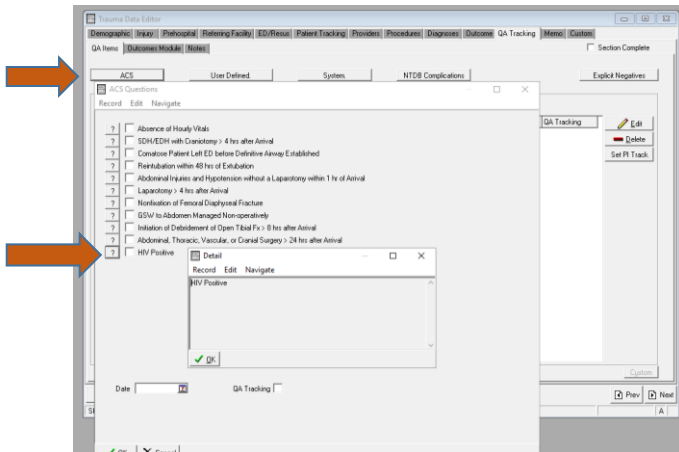 Trauma Data Editor
Demographic Injury Prehospital Referring Facility ED/Resus Patient Tracking Providers Procedures Diagnoses Outcome QA Tracking Memo Custom
QA Items Outcomes Module Notes Section Complete
ACS User Defined. System. NTDB Complications Explicit Negatives
ACS Questions
Record Edit Navigate
QA Tracking Edit
Delete
Set PI Track
? Absence of Hourly Vitals
? SDH/EDH with Craniotomy > 4 hrs after Arrival
? Comatose Patient Left ED before Definitive Airway Established
? Reintubation within 48 hrs of Extubation
? Abdominal Injuries and Hypotension without a Laparotomy within 1 hr of Arrival
? Laparotomy > 4 hrs after Arrival
? Nonfixation of Femoral Diaphyseal Fracture
? GSW to Abdomen Managed Non-operatively
? Initiation of Debridement of Open Tibial Fx > 8 hrs after Arrival
? Abdominal, Thoracic, Vascular, or Cranial Surgery > 24 hrs after Arrival
? HIV Positive
Detail
Record Edit Navigate
HIV Positive
OK
Custom
Date QA Tracking
Prev Next
A
OK Cancel